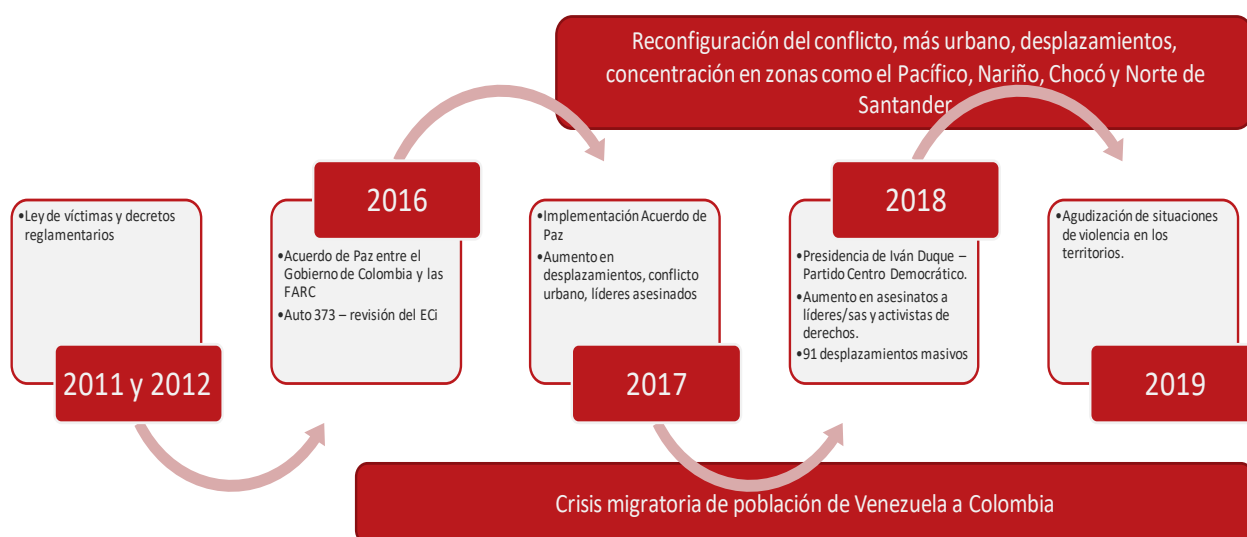 Reconfiguración del conflicto, más urbano, desplazamientos,
concentración en zonas como el Pacífico, Nariño, Chocó y Norte de
Santander
•Ley de víctimas y decretos
reglamentarios
2011 y 2012
2016
•Acuerdo de Paz entre el
Gobierno de Colombia y las
FARC
•Auto 373 – revisión del ECi
•Implementación Acuerdo de
Paz
•Aumento en
desplazamientos, conflicto
urbano, líderes asesinados
2017
2018
•Presidencia de Iván Duque –
Partido Centro Democrático.
•Aumento en asesinatos a
líderes/sas y activistas de
derechos.
•91 desplazamientos masivos
•Agudización de situaciones
de violencia en los
territorios.
2019
Crisis migratoria de población de Venezuela a Colombia